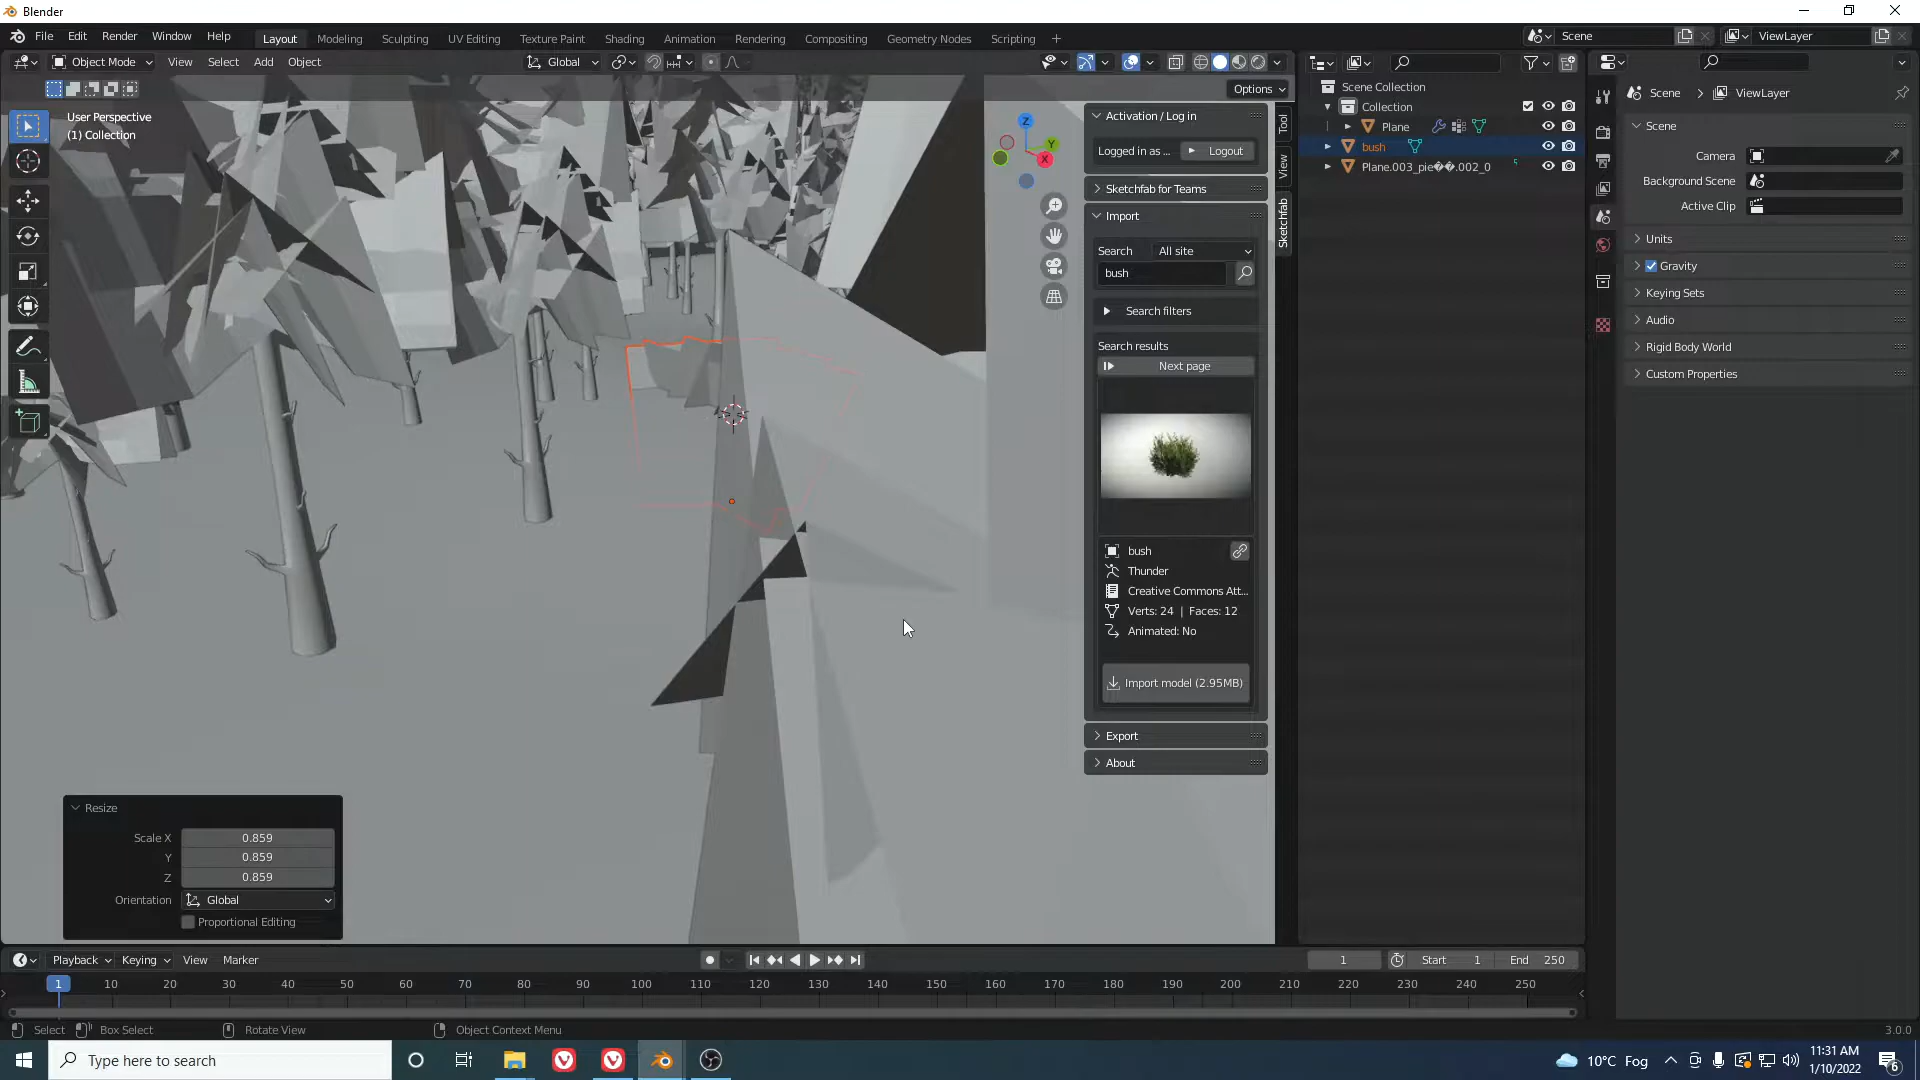 Blender
File Edit Render Window Help
Layout Modeling Sculpting UV Editing Texture Paint Shading Animation Rendering Compositing Geometry Nodes Scripting
Scene
ViewLayer
Object Mode View Select Add Object
Global
Options
User Perspective
(1) Collection
Z
Y
X
Activation / Log in
Logged in as ... Logout
Sketchfab for Teams
Import
Search All site
bush
Search filters
Search results
Next page
bush
Thunder
Creative Commons Att...
Verts: 24 | Faces: 12
Animated: No
Import model (2.95MB)
Export
About
Tool
View
Sketchfab
Scene Collection
Collection
Plane
bush
Plane.003_pie��.002_0
Scene ViewLayer
Scene
Camera
Background Scene
Active Clip
Units
Gravity
Keying Sets
Audio
Rigid Body World
Custom Properties
Resize
Scale X 0.859
Y 0.859
Z 0.859
Orientation Global
Proportional Editing
Playback Keying View Marker
1 Start 1 End 250
1 10 20 30 40 50 60 70 80 90 100 110 120 130 140 150 160 170 180 190 200 210 220 230 240 250
Select Box Select Rotate View Object Context Menu
3.0.0
Type here to search
10°C Fog
11:31 AM
1/10/2022
6